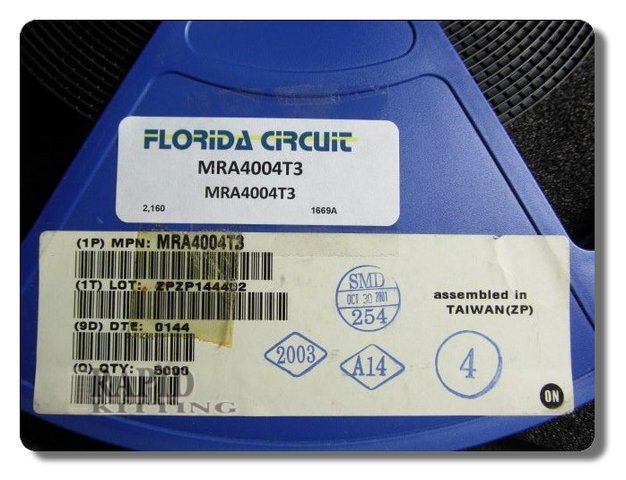 FLORIDA CIRCUIT
MRA4004T3
MRA4004T3
2,160 1669A
(1P) MPN: MRA4004T3
(1T) LOT: ZPZP144402
(9D) DTE: 0144
(Q) QTY: 5000
SMD
OCT 30 2001
254
assembled in
TAIWAN(ZP)
2003
A14
4
ON
RAPID
KITTING